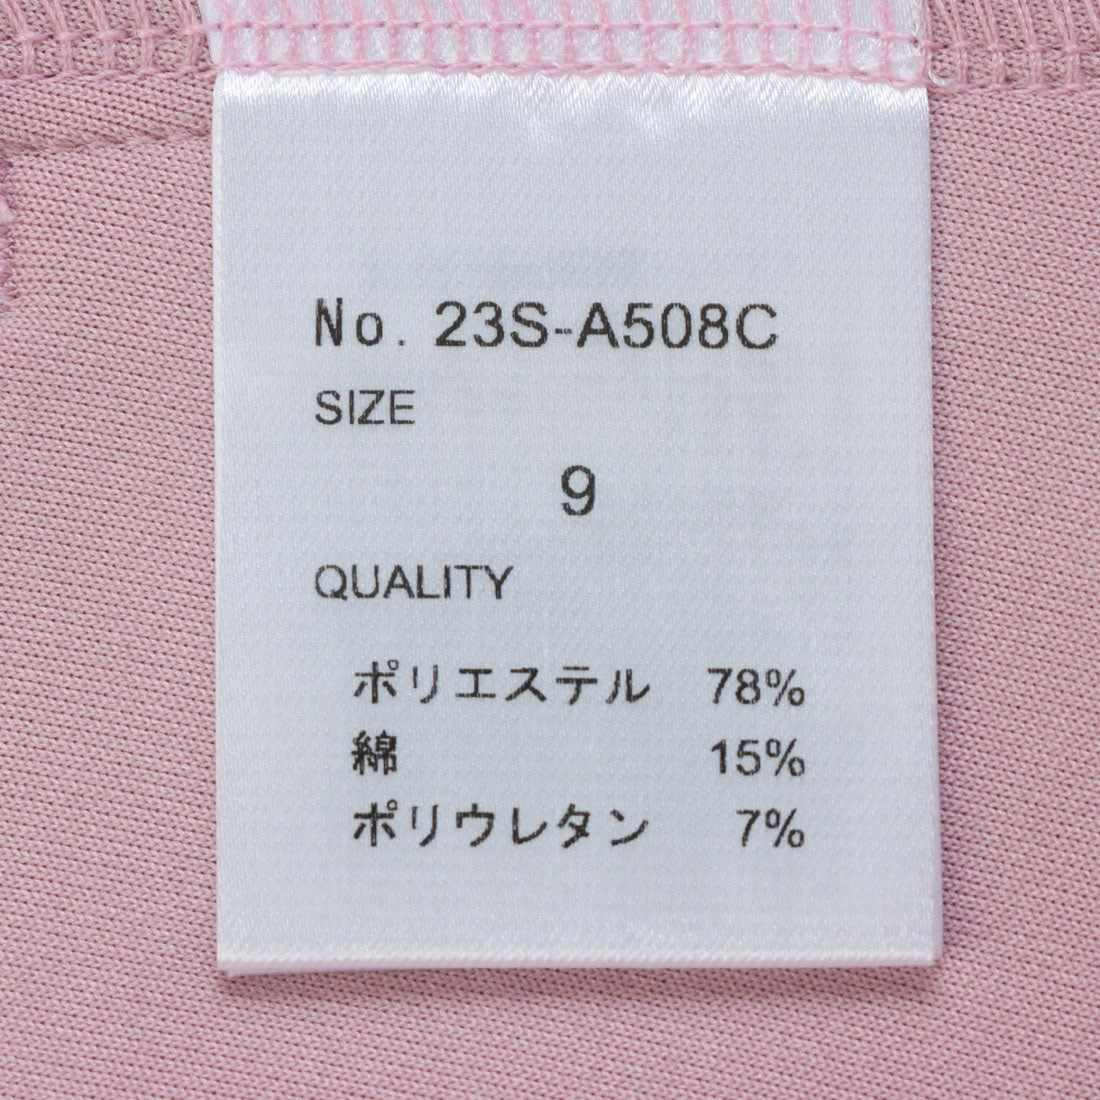 No. 23S-A508C
SIZE
9
QUALITY
ポリエステル 78%
綿 15%
ポリウレタン 7%